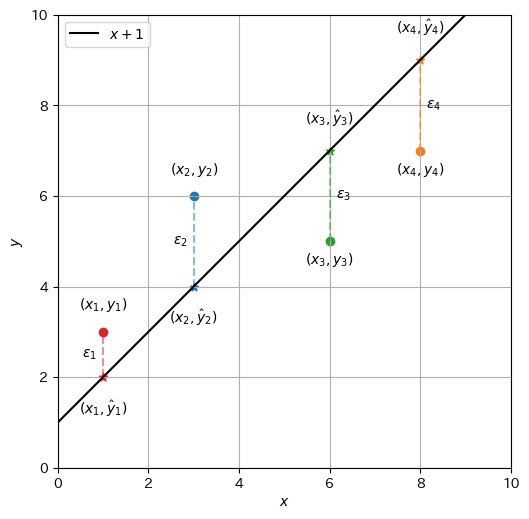 x + 1
(x₄, ŷ₄)
ε₄
(x₄, y₄)
(x₃, ŷ₃)
ε₃
(x₃, y₃)
(x₂, y₂)
ε₂
(x₂, ŷ₂)
(x₁, y₁)
ε₁
(x₁, ŷ₁)
y
10
8
6
4
2
0
0 2 4 6 8 10
x